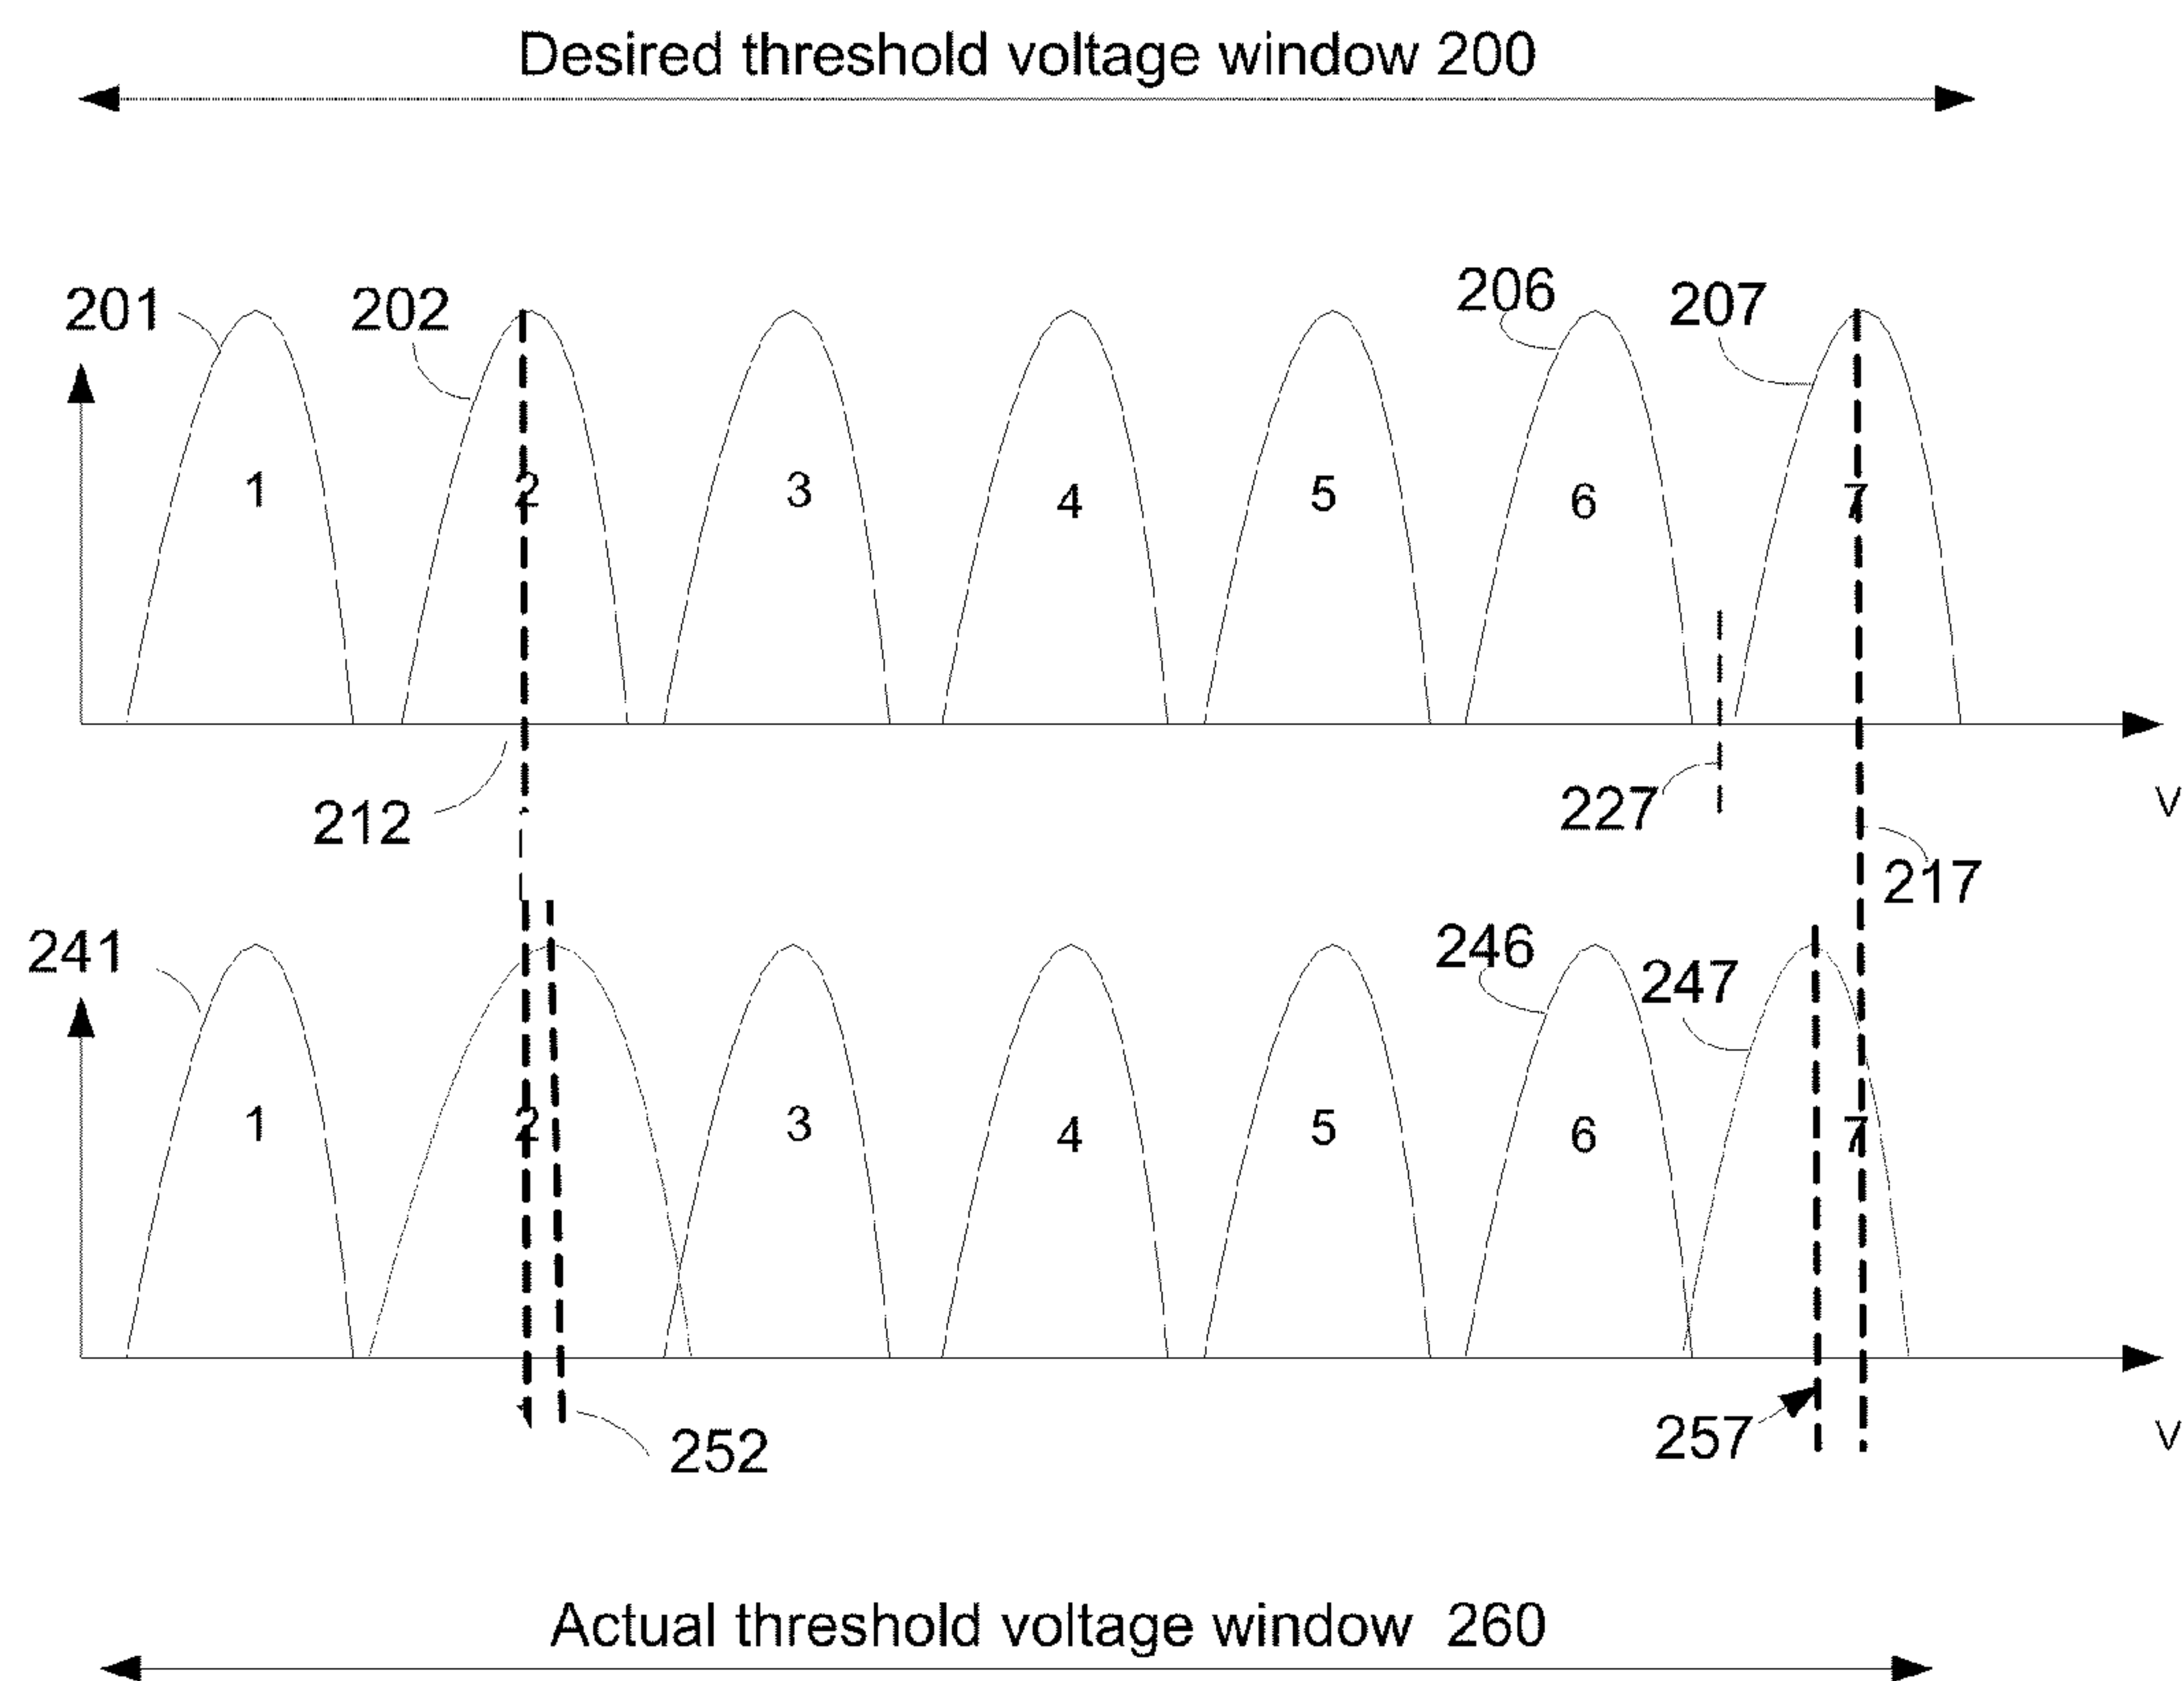 Desired threshold voltage window 200
201 202 206 207
1 2 3 4 5 6 7
212 227 V
217
241 246 247
1 2 3 4 5 6 7
252 257 V
Actual threshold voltage window 260